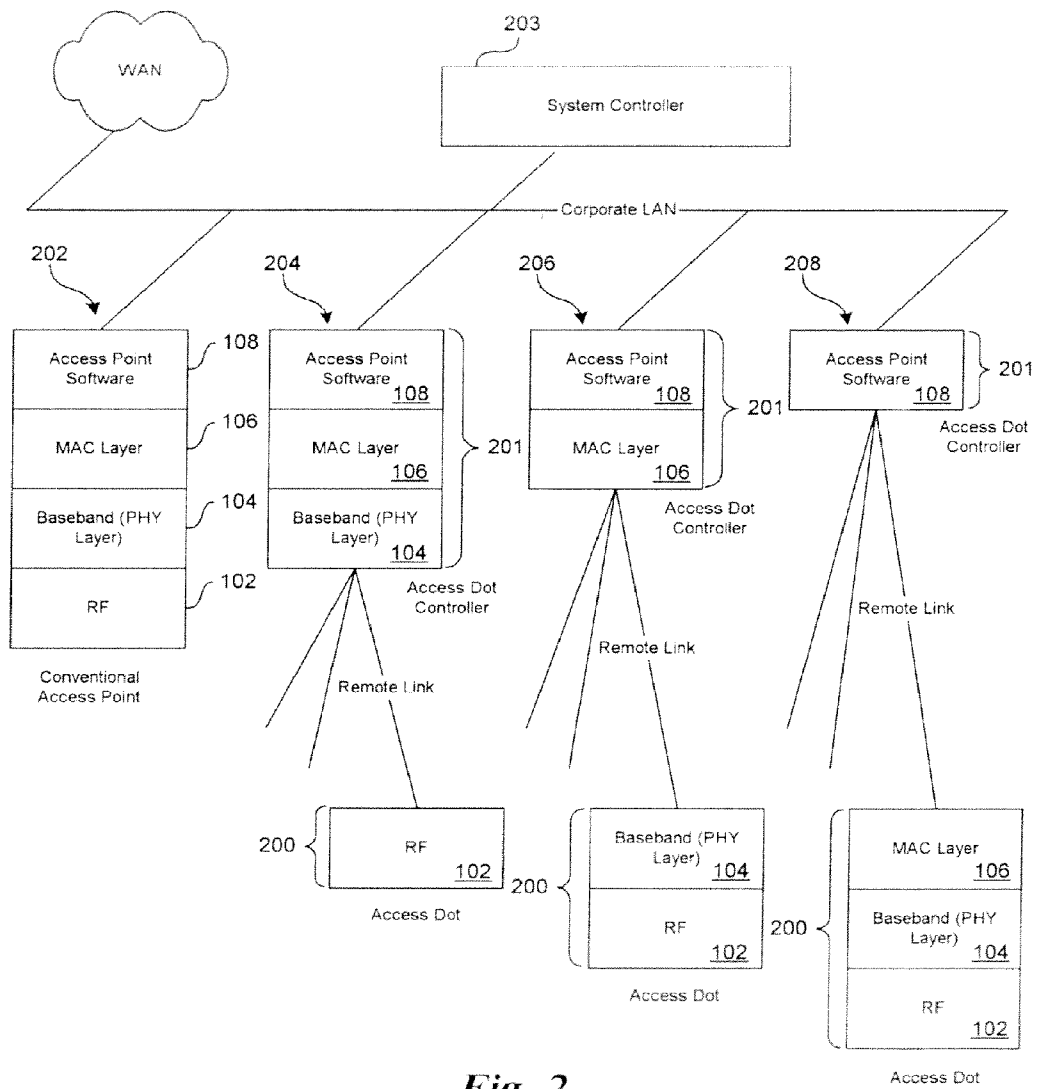 203
WAN
System Controller
Corporate LAN
202
204
206
208
Access Point
Software
108
MAC Layer
106
Baseband (PHY
Layer)
104
RF
102
Conventional
Access Point
Access Point
Software
108
MAC Layer
106
Baseband (PHY
Layer)
104
201
Access Dot
Controller
Remote Link
200
RF
102
Access Dot
Access Point
Software
108
MAC Layer
106
201
Access Dot
Controller
Remote Link
200
Baseband (PHY
Layer)
104
RF
102
Access Dot
Access Point
Software
108
201
Access Dot
Controller
Remote Link
200
MAC Layer
106
Baseband (PHY
Layer)
104
RF
102
Access Dot
Fig. 2